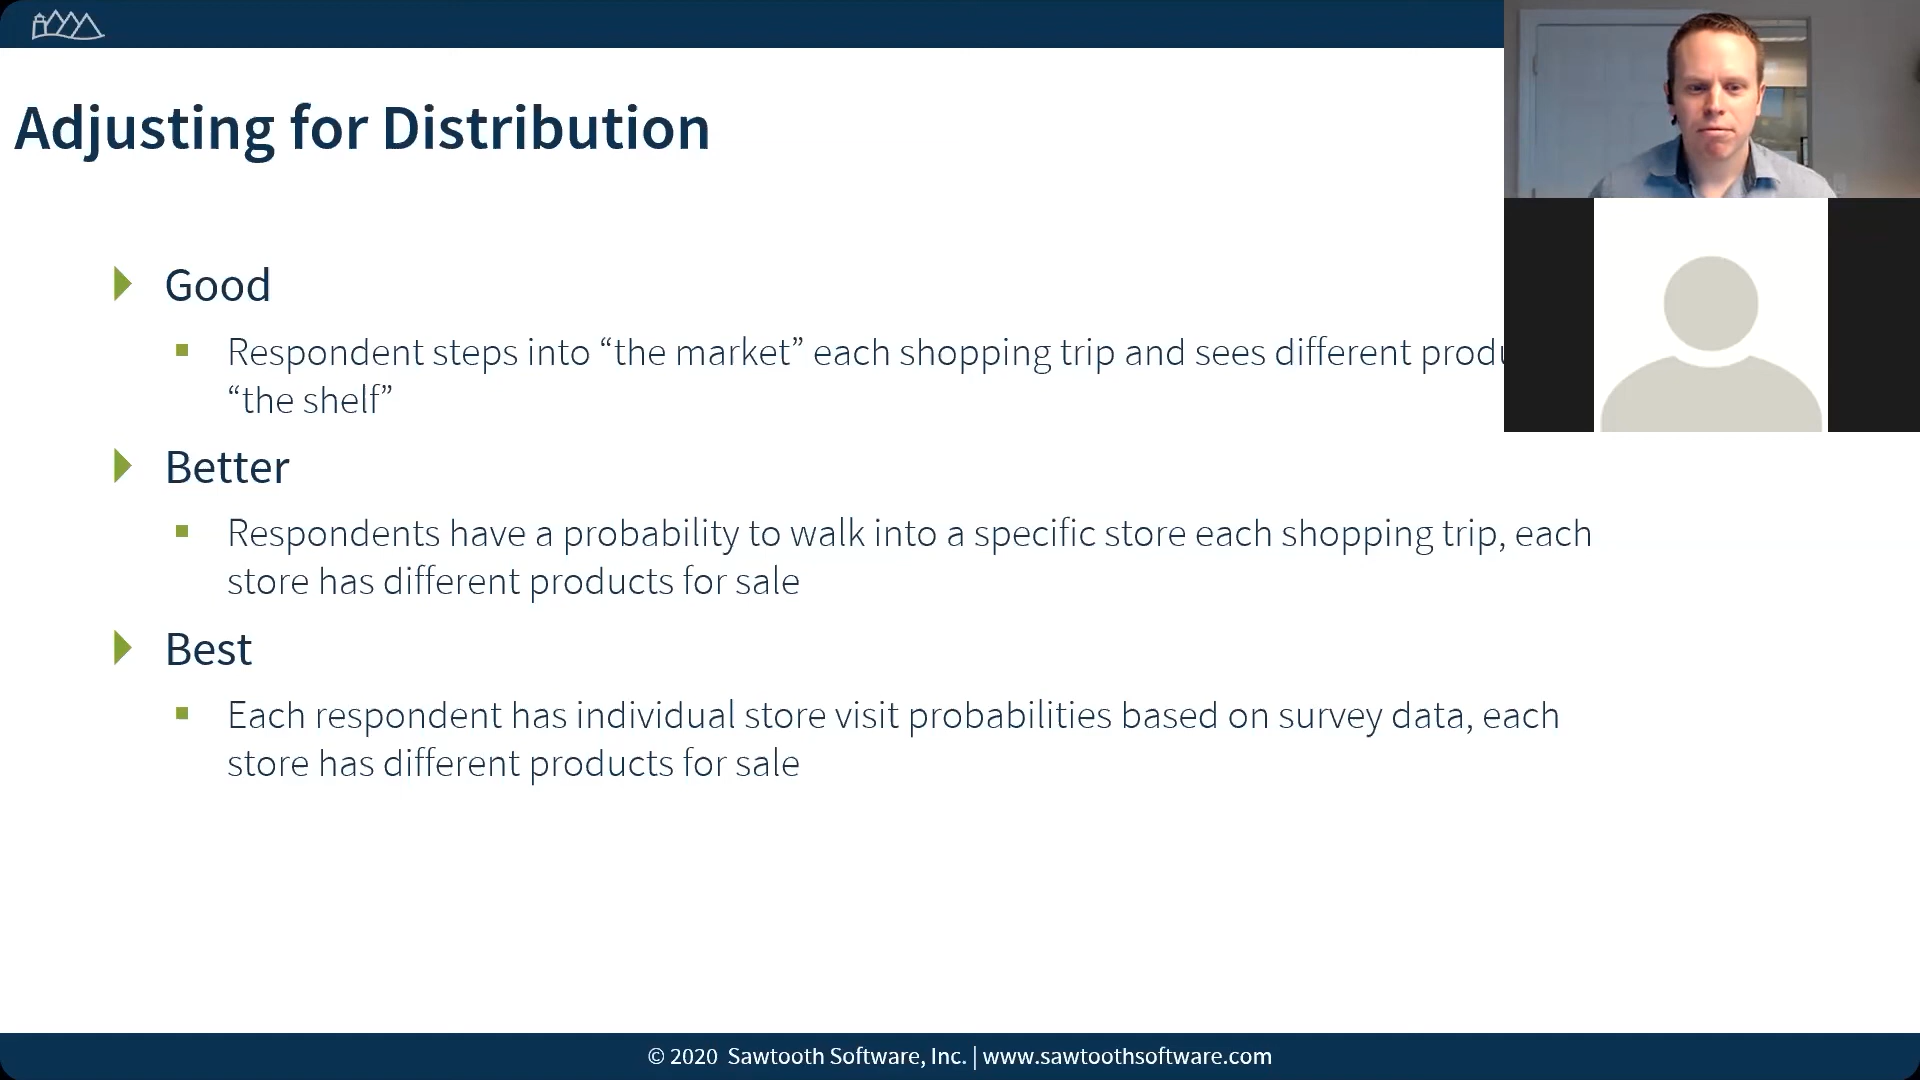 Adjusting for Distribution
Good
Respondent steps into “the market” each shopping trip and sees different
“the shelf”
Better
Respondents have a probability to walk into a specific store each shopping trip, each
store has different products for sale
Best
Each respondent has individual store visit probabilities based on survey data, each
store has different products for sale
© 2020 Sawtooth Software, Inc. | www.sawtoothsoftware.com